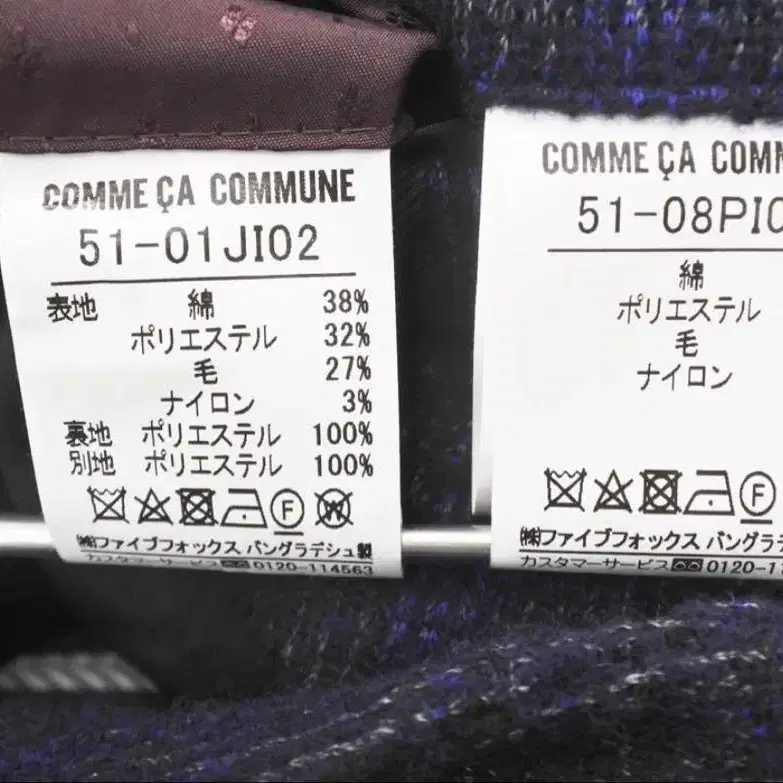 COMME ÇA COMMUNE
51-01JI02
表地 綿 38%
ポリエステル 32%
毛 27%
ナイロン 3%
裏地 ポリエステル 100%
別地 ポリエステル 100%
F W
㈱ファイブフォックス バングラデシュ製
カスタマーサービス 0120-114563
COMME ÇA COMM
51-08PI0
綿
ポリエステル
毛
ナイロン
F
㈱ファイブフォックス バングラデ
カスタマーサービス 0120-11